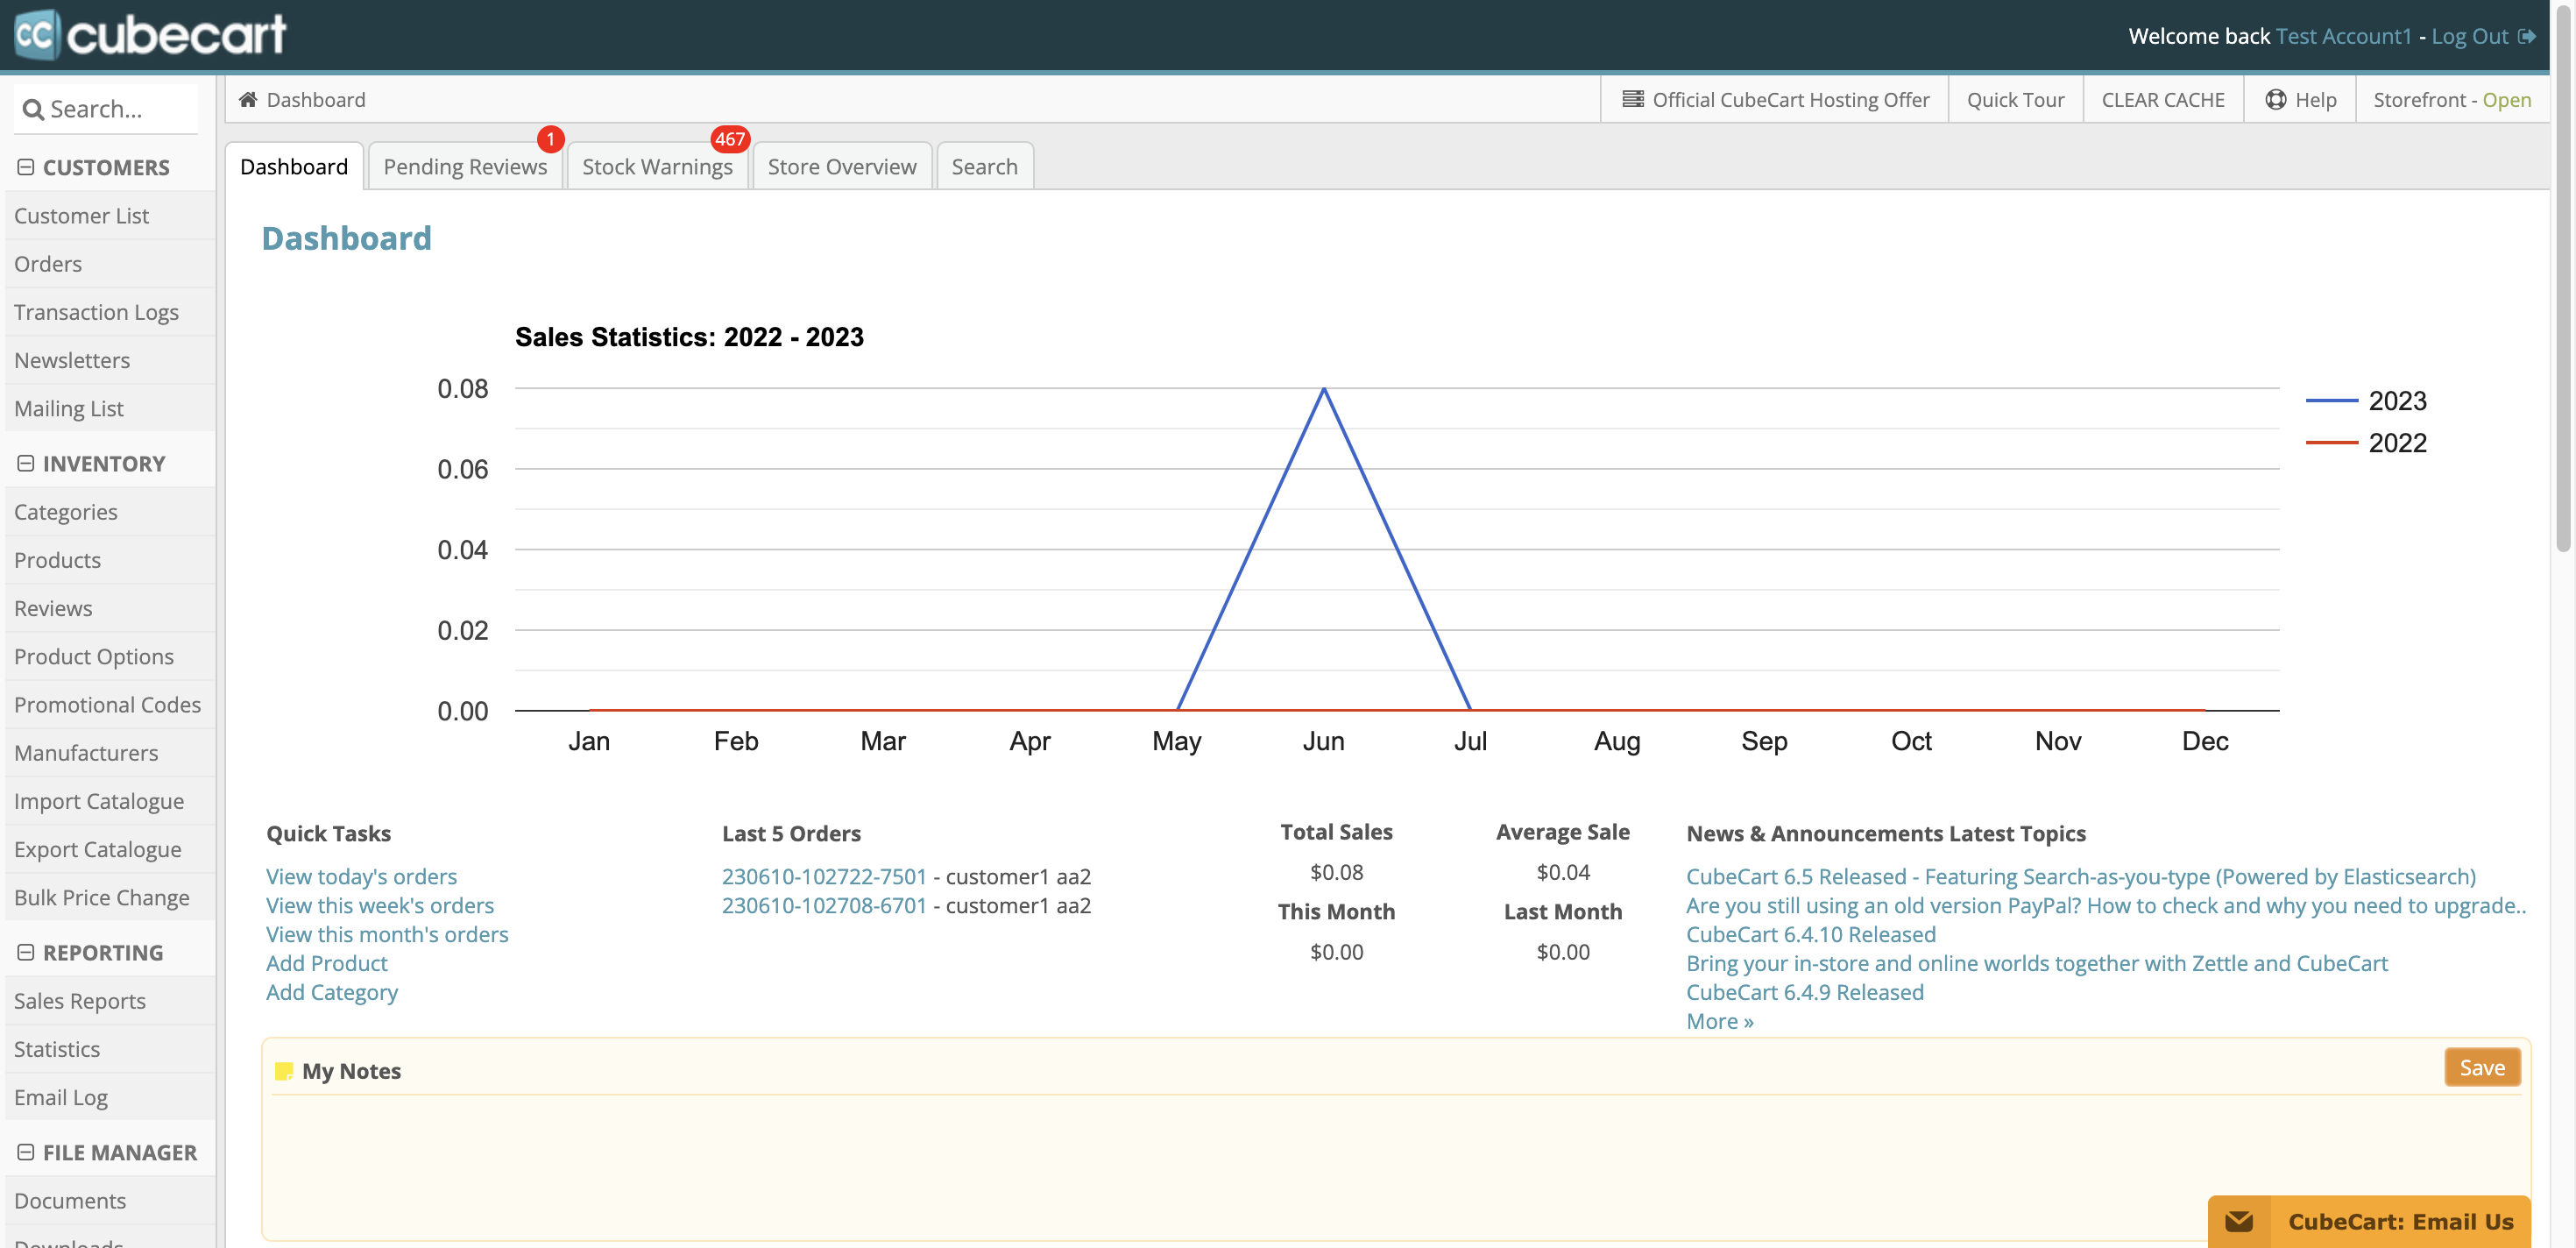 cc cubecart
Welcome back Test Account1 - Log Out
Search...
Dashboard
Official CubeCart Hosting Offer
Quick Tour
CLEAR CACHE
Help
Storefront - Open
CUSTOMERS
Customer List
Orders
Transaction Logs
Newsletters
Mailing List
INVENTORY
Categories
Products
Reviews
Product Options
Promotional Codes
Manufacturers
Import Catalogue
Export Catalogue
Bulk Price Change
REPORTING
Sales Reports
Statistics
Email Log
FILE MANAGER
Documents
Downloads
Dashboard
Pending Reviews 1
Stock Warnings 467
Store Overview
Search
Dashboard
Sales Statistics: 2022 - 2023
0.08
0.06
0.04
0.02
0.00
Jan Feb Mar Apr May Jun Jul Aug Sep Oct Nov Dec
2023
2022
Quick Tasks
View today's orders
View this week's orders
View this month's orders
Add Product
Add Category
Last 5 Orders
230610-102722-7501 - customer1 aa2
230610-102708-6701 - customer1 aa2
Total Sales
$0.08
Average Sale
$0.04
This Month
$0.00
Last Month
$0.00
News & Announcements Latest Topics
CubeCart 6.5 Released - Featuring Search-as-you-type (Powered by Elasticsearch)
Are you still using an old version PayPal? How to check and why you need to upgrade..
CubeCart 6.4.10 Released
Bring your in-store and online worlds together with Zettle and CubeCart
CubeCart 6.4.9 Released
More »
My Notes
Save
CubeCart: Email Us